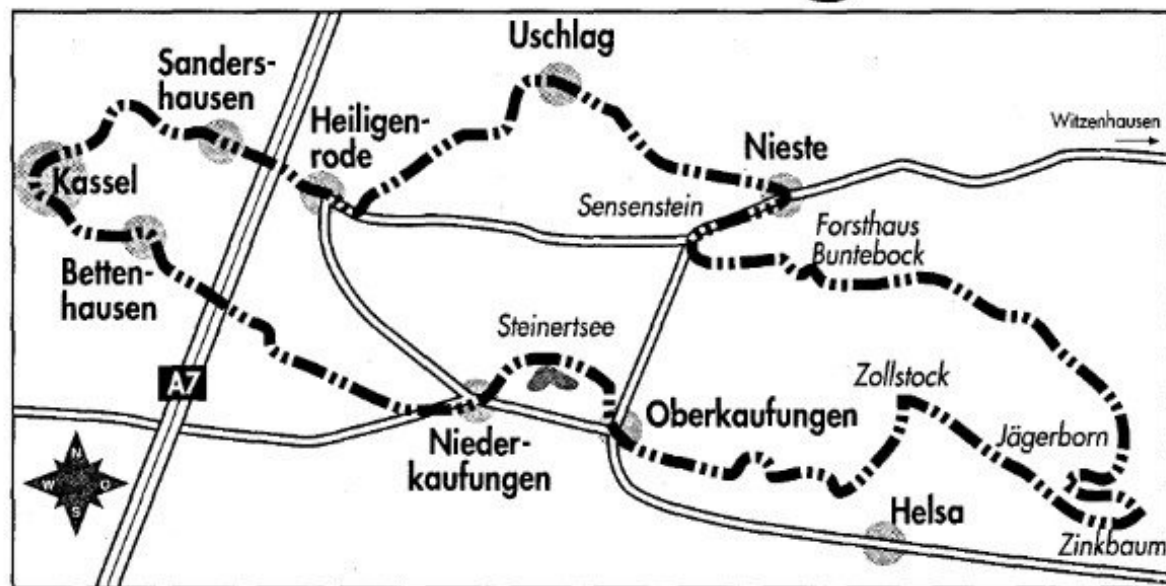 Uschlag
Sanders-
hausen
Heiligen-
rode
Witzenhausen
Nieste
Kassel
Sensenstein
Forsthaus
Buntebock
Betten-
hausen
Steinertsee
A7
Zollstock
Oberkaufungen
Nieder-
kaufungen
Jägerborn
N
W O
S
Helsa
Zinkbaum